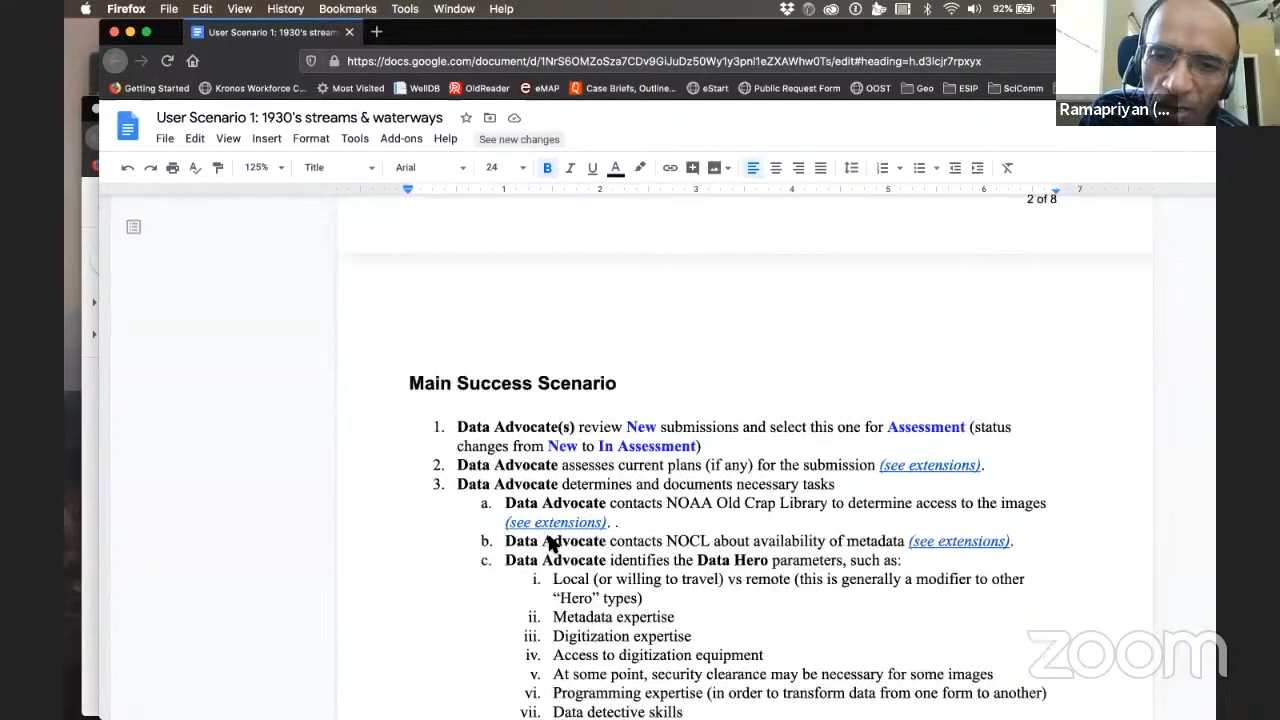 Firefox File Edit View History Bookmarks Tools Window Help 92%
User Scenario 1: 1930's stream
https://docs.google.com/document/d/1NrS6OMZoSza7CDv9GiJuDz50Wy1y3pnl1eZXAWhw0Ts/edit#heading=h.d3lcjr7rpxyx
Getting Started Kronos Workforce C... Most Visited WellDB OldReader eMAP Case Briefs, Outline... eStart Public Request Form OOST Geo ESIP SciComm
Ramapriyan (...
User Scenario 1: 1930's streams & waterways
File Edit View Insert Format Tools Add-ons Help See new changes
125% Title Arial 24 B I U A
1 2 3 4 5 6 7
2 of 8
Main Success Scenario
1. Data Advocate(s) review New submissions and select this one for Assessment (status
changes from New to In Assessment)
2. Data Advocate assesses current plans (if any) for the submission (see extensions).
3. Data Advocate determines and documents necessary tasks
a. Data Advocate contacts NOAA Old Crap Library to determine access to the images
(see extensions). .
b. Data Advocate contacts NOCL about availability of metadata (see extensions).
c. Data Advocate identifies the Data Hero parameters, such as:
i. Local (or willing to travel) vs remote (this is generally a modifier to other
“Hero” types)
ii. Metadata expertise
iii. Digitization expertise
iv. Access to digitization equipment
v. At some point, security clearance may be necessary for some images
vi. Programming expertise (in order to transform data from one form to another)
vii. Data detective skills
zoom